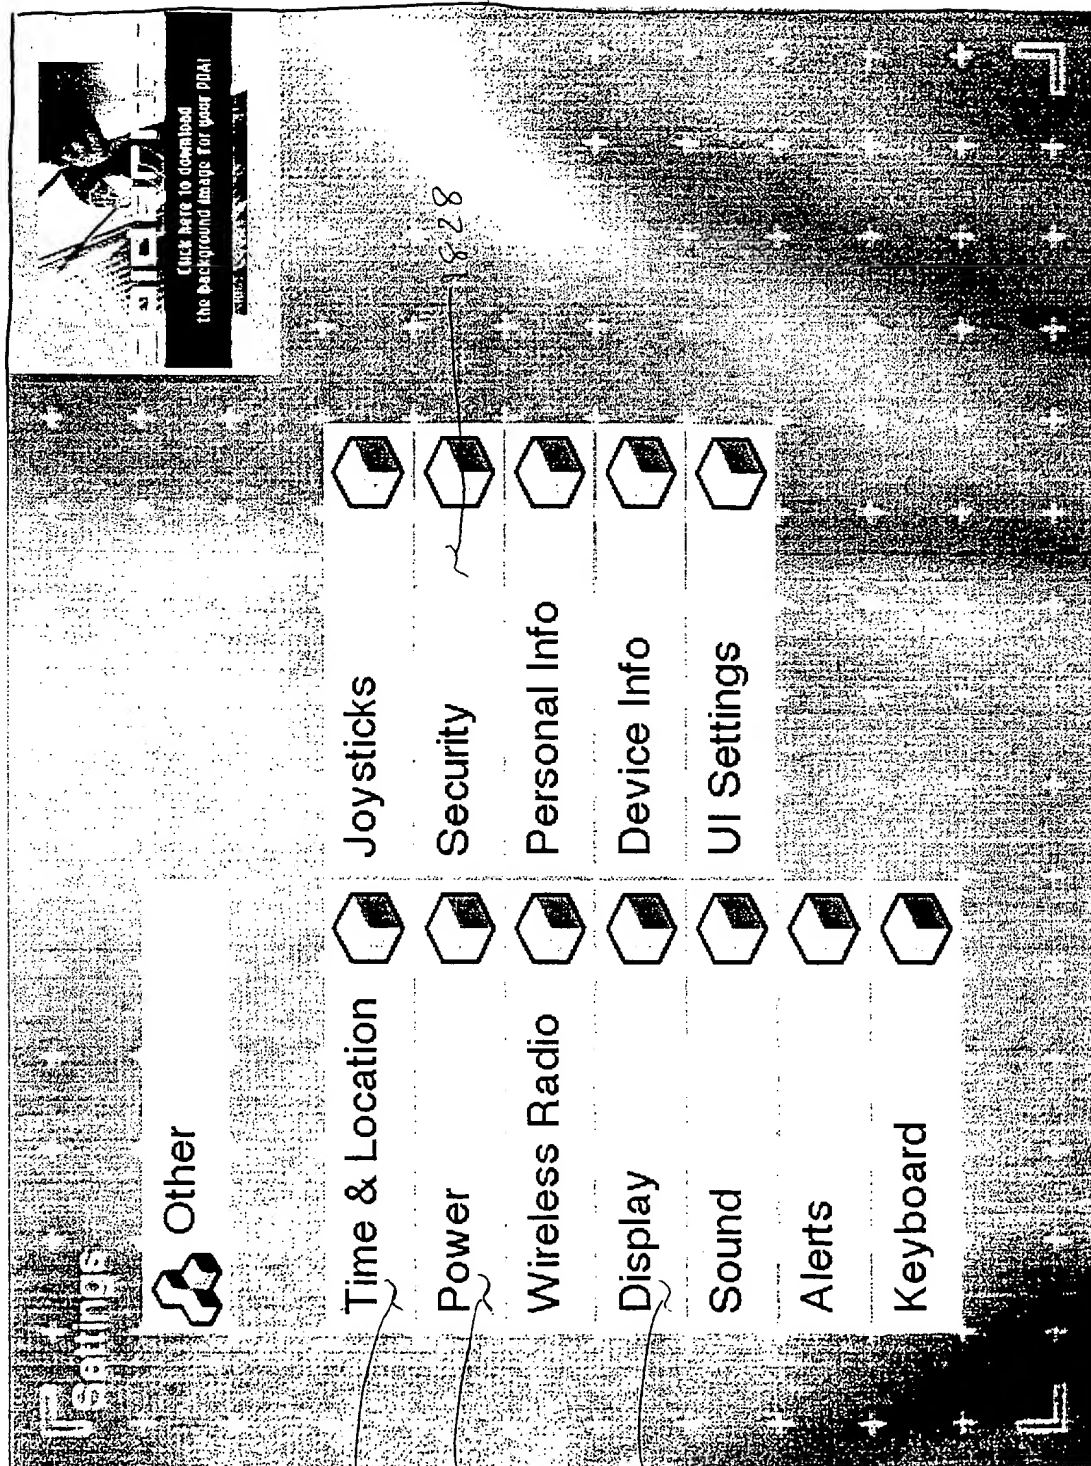 Settings
Click here to download
the background image for your PDA!
Other
Time & Location
Power
Wireless Radio
Display
Sound
Alerts
Keyboard
Joysticks
Security
Personal Info
Device Info
UI Settings
1828